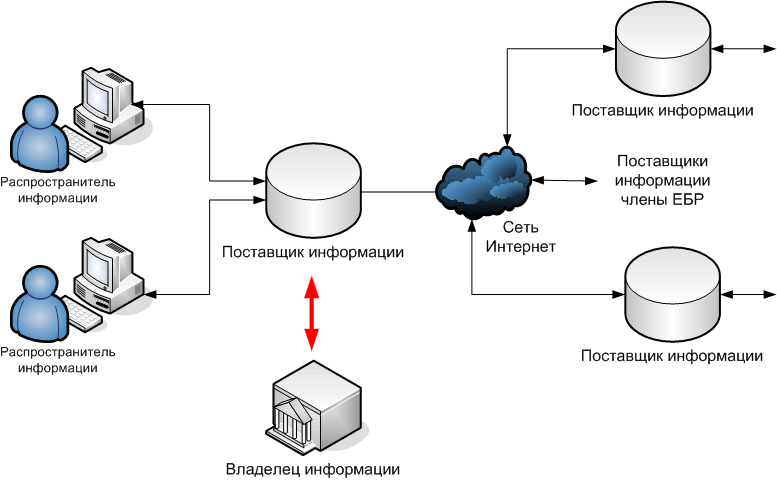 Поставщик информации
Распространитель
информации
Поставщики
информации
члены ЕБР
Сеть
Интернет
Поставщик информации
Распространитель
информации
Поставщик информации
Владелец информации